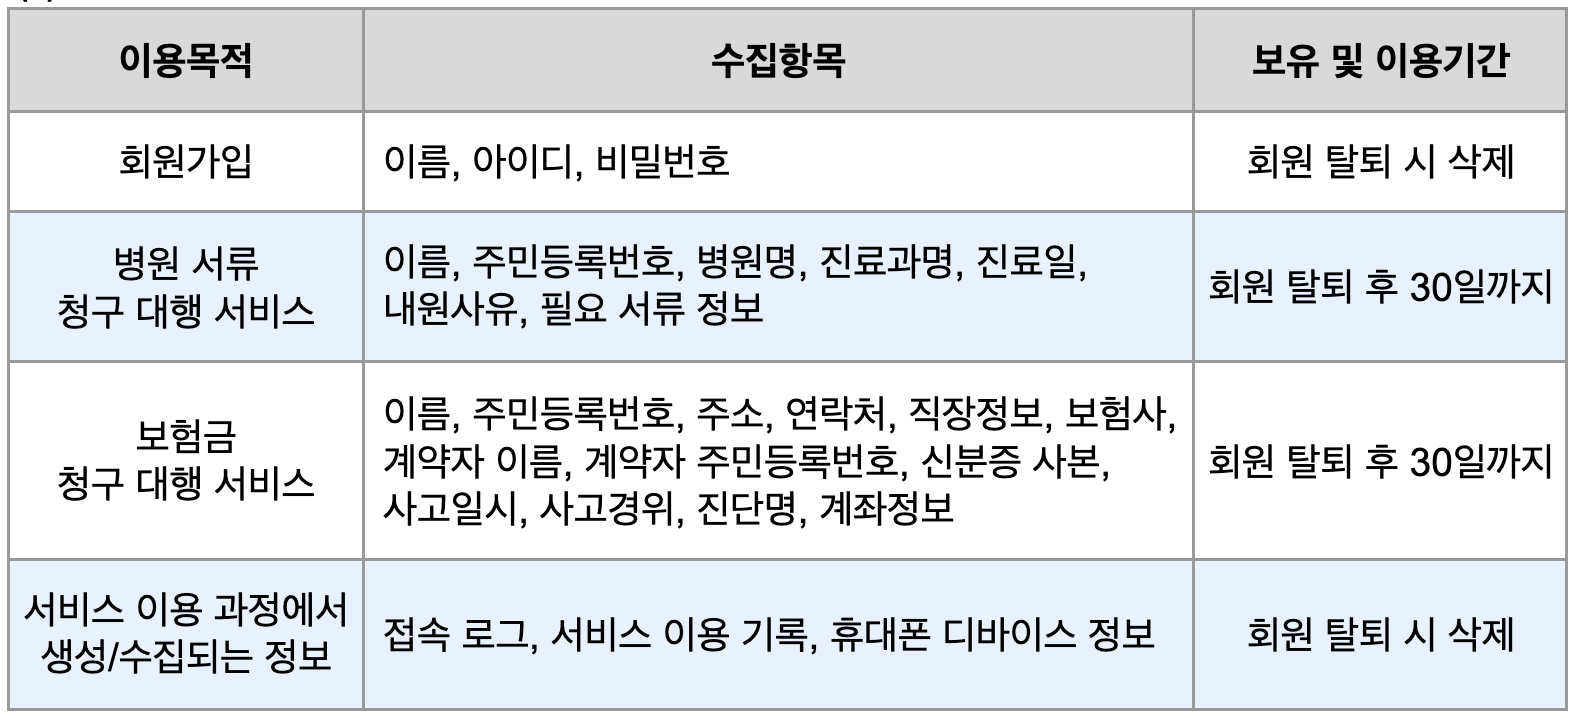 이용목적
수집항목
보유 및 이용기간
회원가입
이름, 아이디, 비밀번호
회원 탈퇴 시 삭제
병원 서류
청구 대행 서비스
이름, 주민등록번호, 병원명, 진료과명, 진료일,
내원사유, 필요 서류 정보
회원 탈퇴 후 30일까지
보험금
청구 대행 서비스
이름, 주민등록번호, 주소, 연락처, 직장정보, 보험사,
계약자 이름, 계약자 주민등록번호, 신분증 사본,
사고일시, 사고경위, 진단명, 계좌정보
회원 탈퇴 후 30일까지
서비스 이용 과정에서
생성/수집되는 정보
접속 로그, 서비스 이용 기록, 휴대폰 디바이스 정보
회원 탈퇴 시 삭제